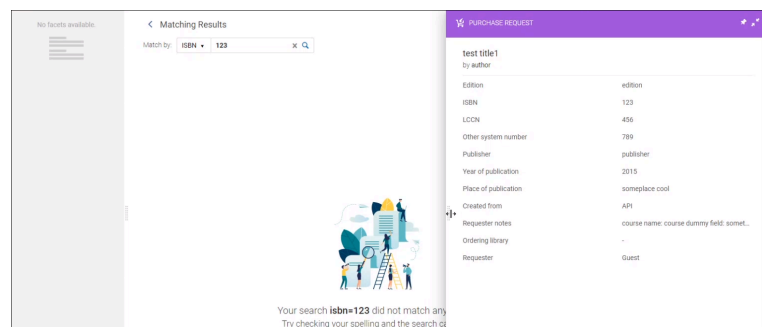 No facets available.
Matching Results
Match by: ISBN 123
Your search isbn=123 did not match any
Try checking your spelling and the search ca
PURCHASE REQUEST
test title1
by author
Edition edition
ISBN 123
LCCN 456
Other system number 789
Publisher publisher
Year of publication 2015
Place of publication someplace cool
Created from API
Requester notes course name: course dummy field: somet...
Ordering library -
Requester Guest